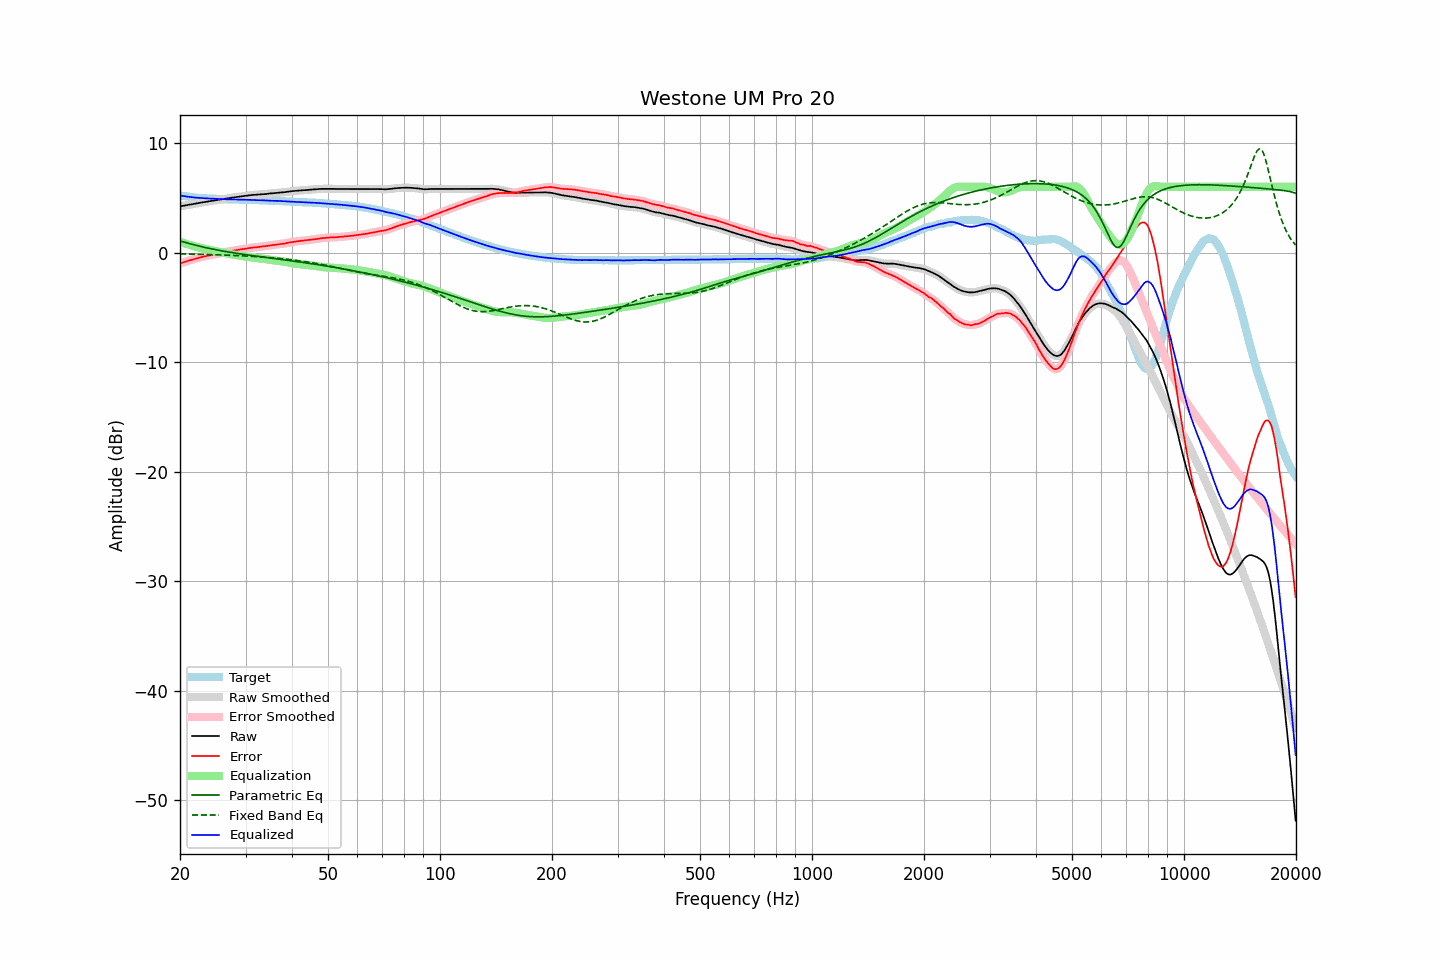 Westone UM Pro 20
10
0
−10
−20
−30
−40
−50
Amplitude (dBr)
Target
Raw Smoothed
Error Smoothed
Raw
Error
Equalization
Parametric Eq
Fixed Band Eq
Equalized
20 50 100 200 500 1000 2000 5000 10000 20000
Frequency (Hz)